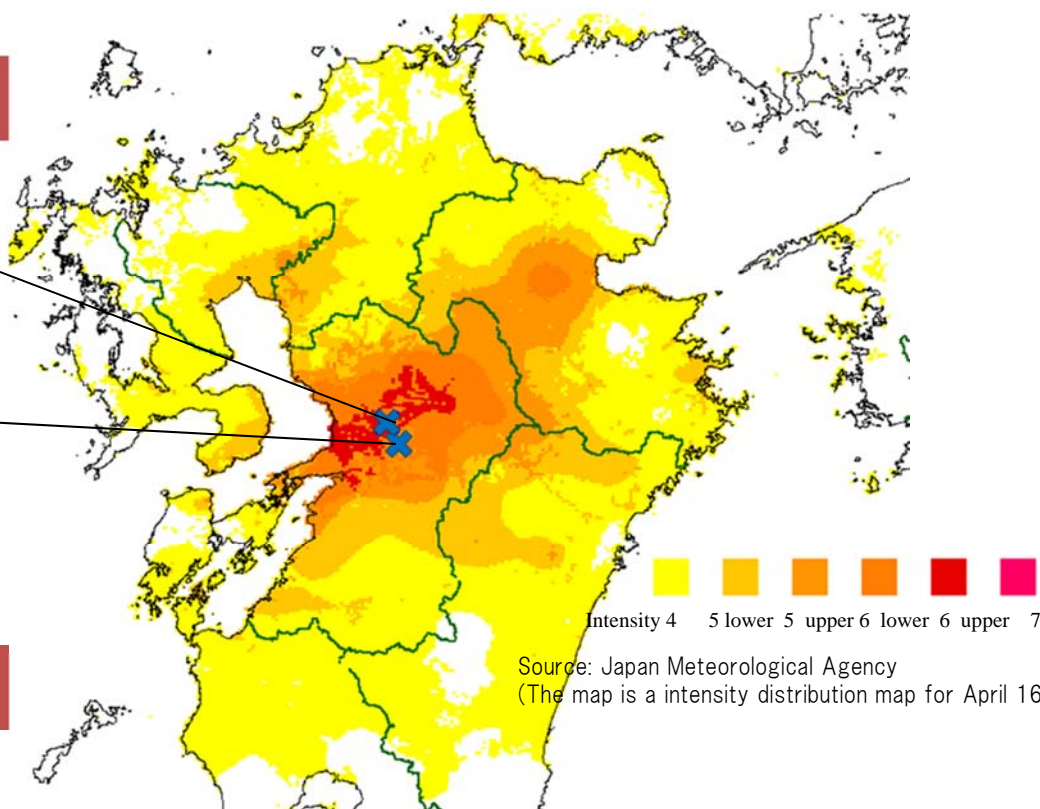 Intensity 4 5 lower 5 upper 6 lower 6 upper 7
Source: Japan Meteorological Agency
(The map is a intensity distribution map for April 16